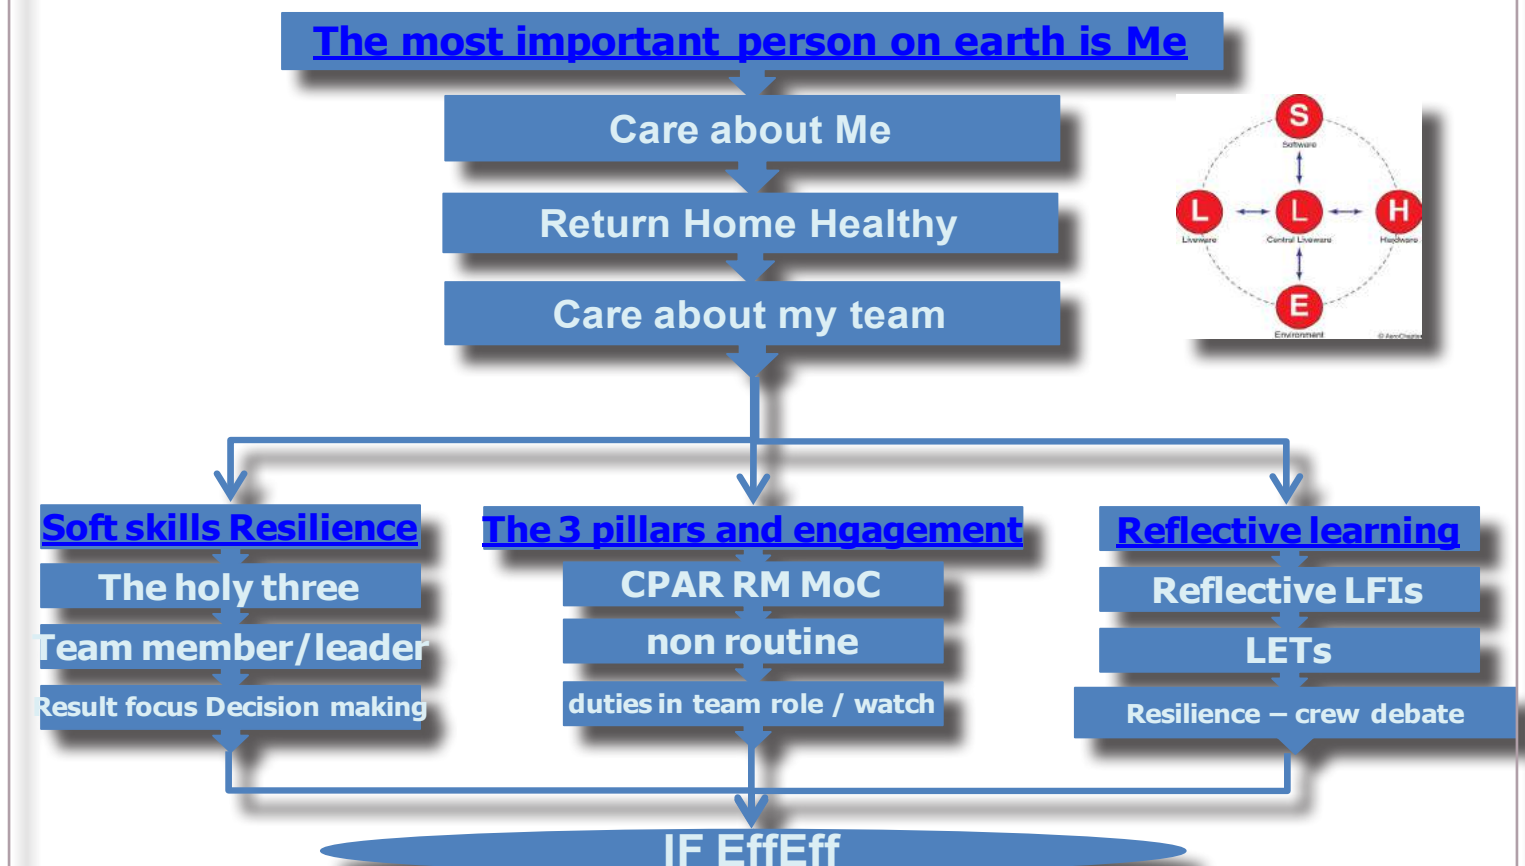 The most important person on earth is Me
Care about Me
Return Home Healthy
Care about my team
S
Software
L
Liveware
L
Central Liveware
H
Hardware
E
Environment
Soft skills Resilience
The holy three
Team member/leader
Result focus Decision making
The 3 pillars and engagement
CPAR RM MoC
non routine
duties in team role / watch
Reflective learning
Reflective LFIs
LETs
Resilience – crew debate
IF EffEff